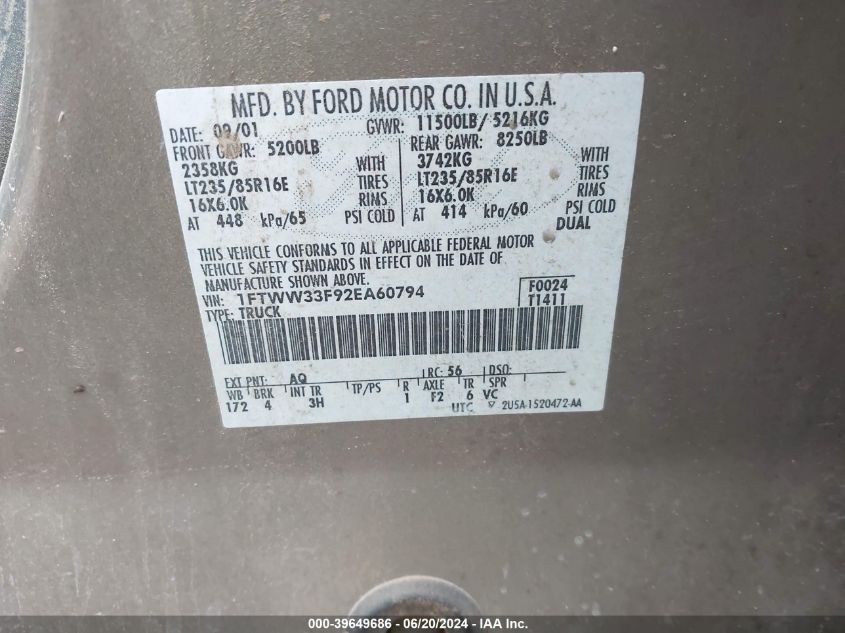 MFD. BY FORD MOTOR CO. IN U.S.A.
DATE: 09/01 GVWR: 11500LB/ 5216KG
FRONT GAWR: 5200LB REAR GAWR: 8250LB
2358KG WITH 3742KG WITH
LT235/85R16E TIRES LT235/85R16E TIRES
16X6.0K RIMS 16X6.0K RIMS
AT 448 kPa/65 PSI COLD AT 414 kPa/60 PSI COLD
DUAL
THIS VEHICLE CONFORMS TO ALL APPLICABLE FEDERAL MOTOR
VEHICLE SAFETY STANDARDS IN EFFECT ON THE DATE OF
MANUFACTURE SHOWN ABOVE.
VIN: 1FTWW33F92EA60794 F0024
TYPE: TRUCK T1411
EXT PNT: AQ RC: 56 DSO:
WB BRK INT TR TP/PS R AXLE TR SPR
172 4 3H 1 F2 6 VC
UTC 2U5A-1520472-AA
000-39649686 - 06/20/2024 - IAA Inc.